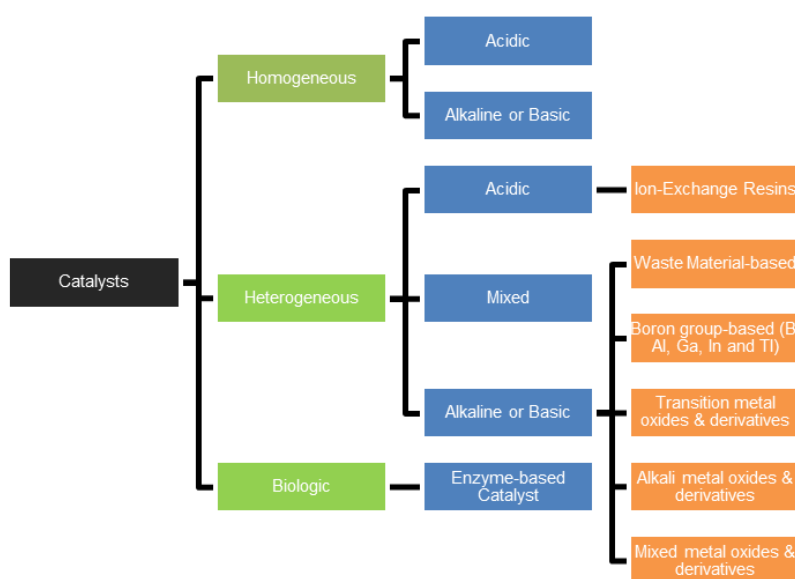 Catalysts
Homogeneous
Acidic
Alkaline or Basic
Heterogeneous
Acidic
Ion-Exchange Resins
Mixed
Alkaline or Basic
Waste Material-based
Boron group-based (B
Al, Ga, In and Tl)
Transition metal
oxides & derivatives
Alkali metal oxides &
derivatives
Mixed metal oxides &
derivatives
Biologic
Enzyme-based
Catalyst